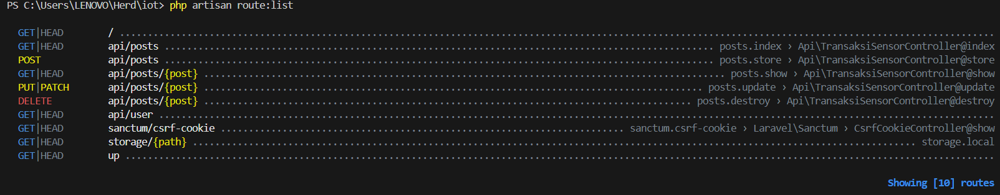 PS C:\Users\LENOVO\Herd\iot> php artisan route:list
GET|HEAD / ....................................................................................................................................................................
GET|HEAD api/posts ................................................................................................... posts.index › Api\TransaksiSensorController@index
POST api/posts ................................................................................................... posts.store › Api\TransaksiSensorController@store
GET|HEAD api/posts/{post} .............................................................................................. posts.show › Api\TransaksiSensorController@show
PUT|PATCH api/posts/{post} .......................................................................................... posts.update › Api\TransaksiSensorController@update
DELETE api/posts/{post} ........................................................................................ posts.destroy › Api\TransaksiSensorController@destroy
GET|HEAD api/user .............................................................................................................................................................
GET|HEAD sanctum/csrf-cookie ........................................................................ sanctum.csrf-cookie › Laravel\Sanctum › CsrfCookieController@show
GET|HEAD storage/{path} ................................................................................................................................. storage.local
GET|HEAD up ...................................................................................................................................................................
Showing [10] routes